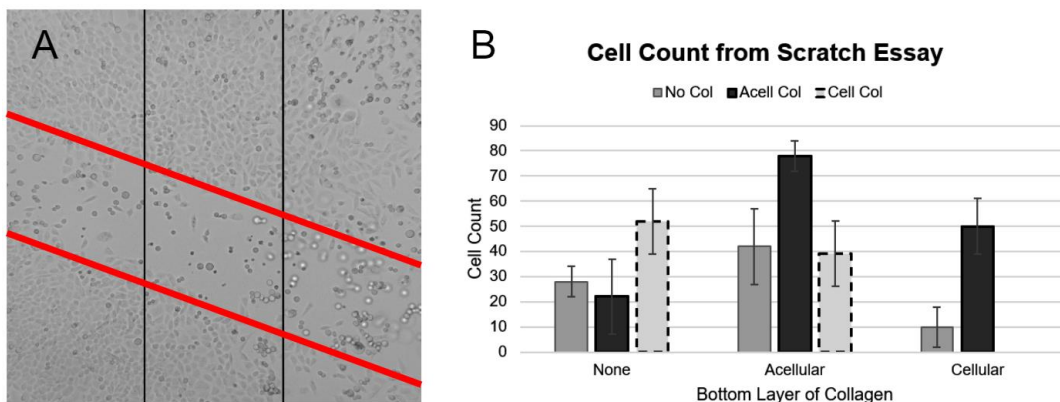 A
B
Cell Count from Scratch Essay
No Col Acell Col Cell Col
90
80
70
60
50
40
30
20
10
0
Cell Count
None Acellular Cellular
Bottom Layer of Collagen